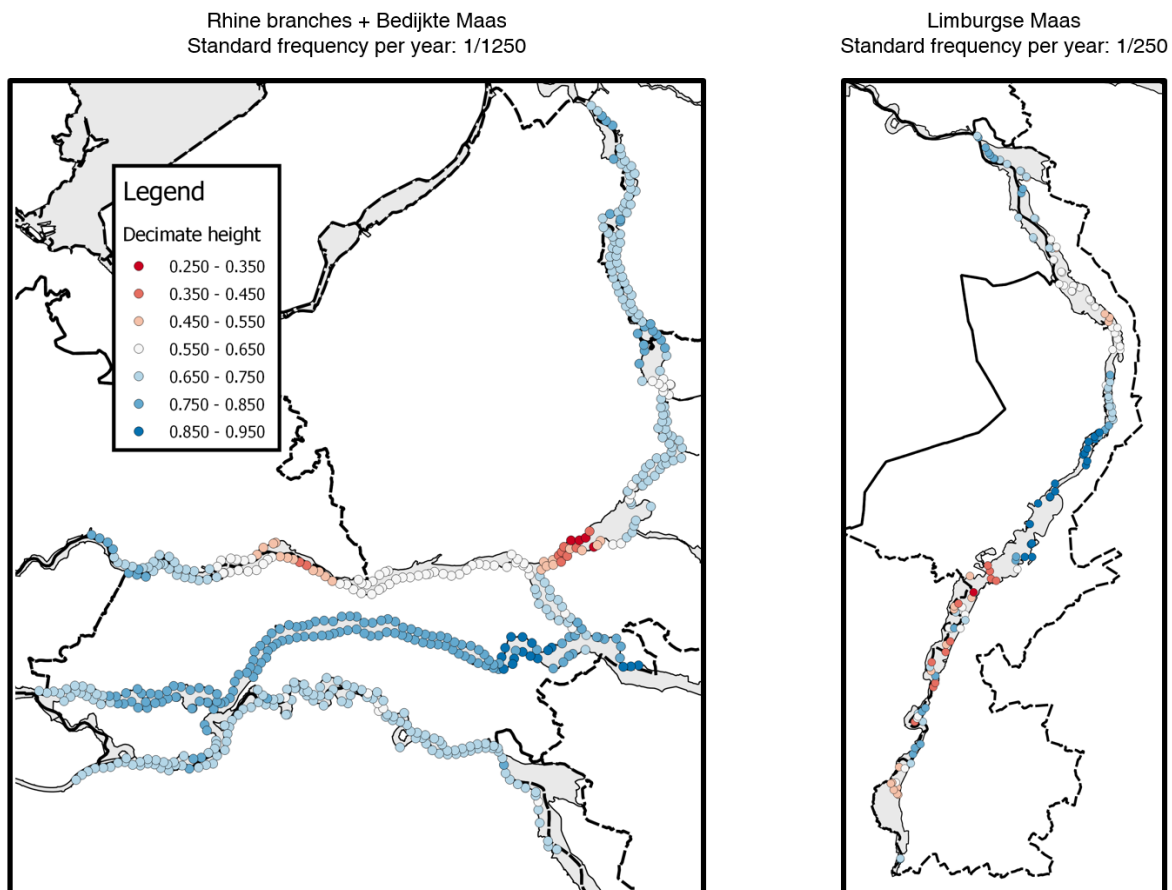 Rhine branches + Bedijkte Maas
Standard frequency per year: 1/1250
Limburgse Maas
Standard frequency per year: 1/250
Legend
Decimate height
0.250 - 0.350
0.350 - 0.450
0.450 - 0.550
0.550 - 0.650
0.650 - 0.750
0.750 - 0.850
0.850 - 0.950